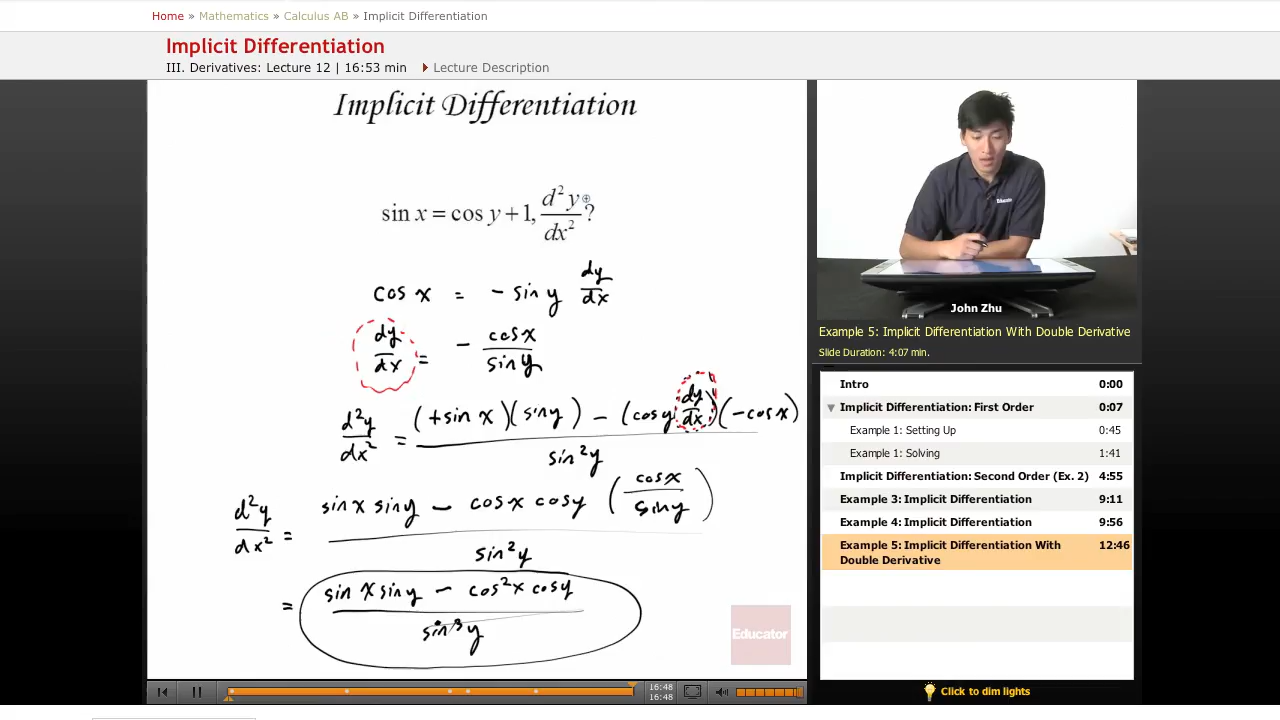 Home » Mathematics » Calculus AB » Implicit Differentiation
Implicit Differentiation
III. Derivatives: Lecture 12 | 16:53 min Lecture Description
Implicit Differentiation
sin x = cos y + 1, d²y/dx² ?
cos x = - sin y dy/dx
dy/dx = - cos x / sin y
d²y/dx² = (+sin x)(sin y) - (cos y dy/dx)(-cos x) / sin²y
d²y/dx² = sin x sin y - cos x cos y (cos x / sin y) / sin²y
= sin x sin y - cos²x cos y / sin³y
Educator
16:48
16:48
Educator
John Zhu
Example 5: Implicit Differentiation With Double Derivative
Slide Duration: 4:07 min.
Intro 0:00
Implicit Differentiation: First Order 0:07
Example 1: Setting Up 0:45
Example 1: Solving 1:41
Implicit Differentiation: Second Order (Ex. 2) 4:55
Example 3: Implicit Differentiation 9:11
Example 4: Implicit Differentiation 9:56
Example 5: Implicit Differentiation With 12:46
Double Derivative
Click to dim lights